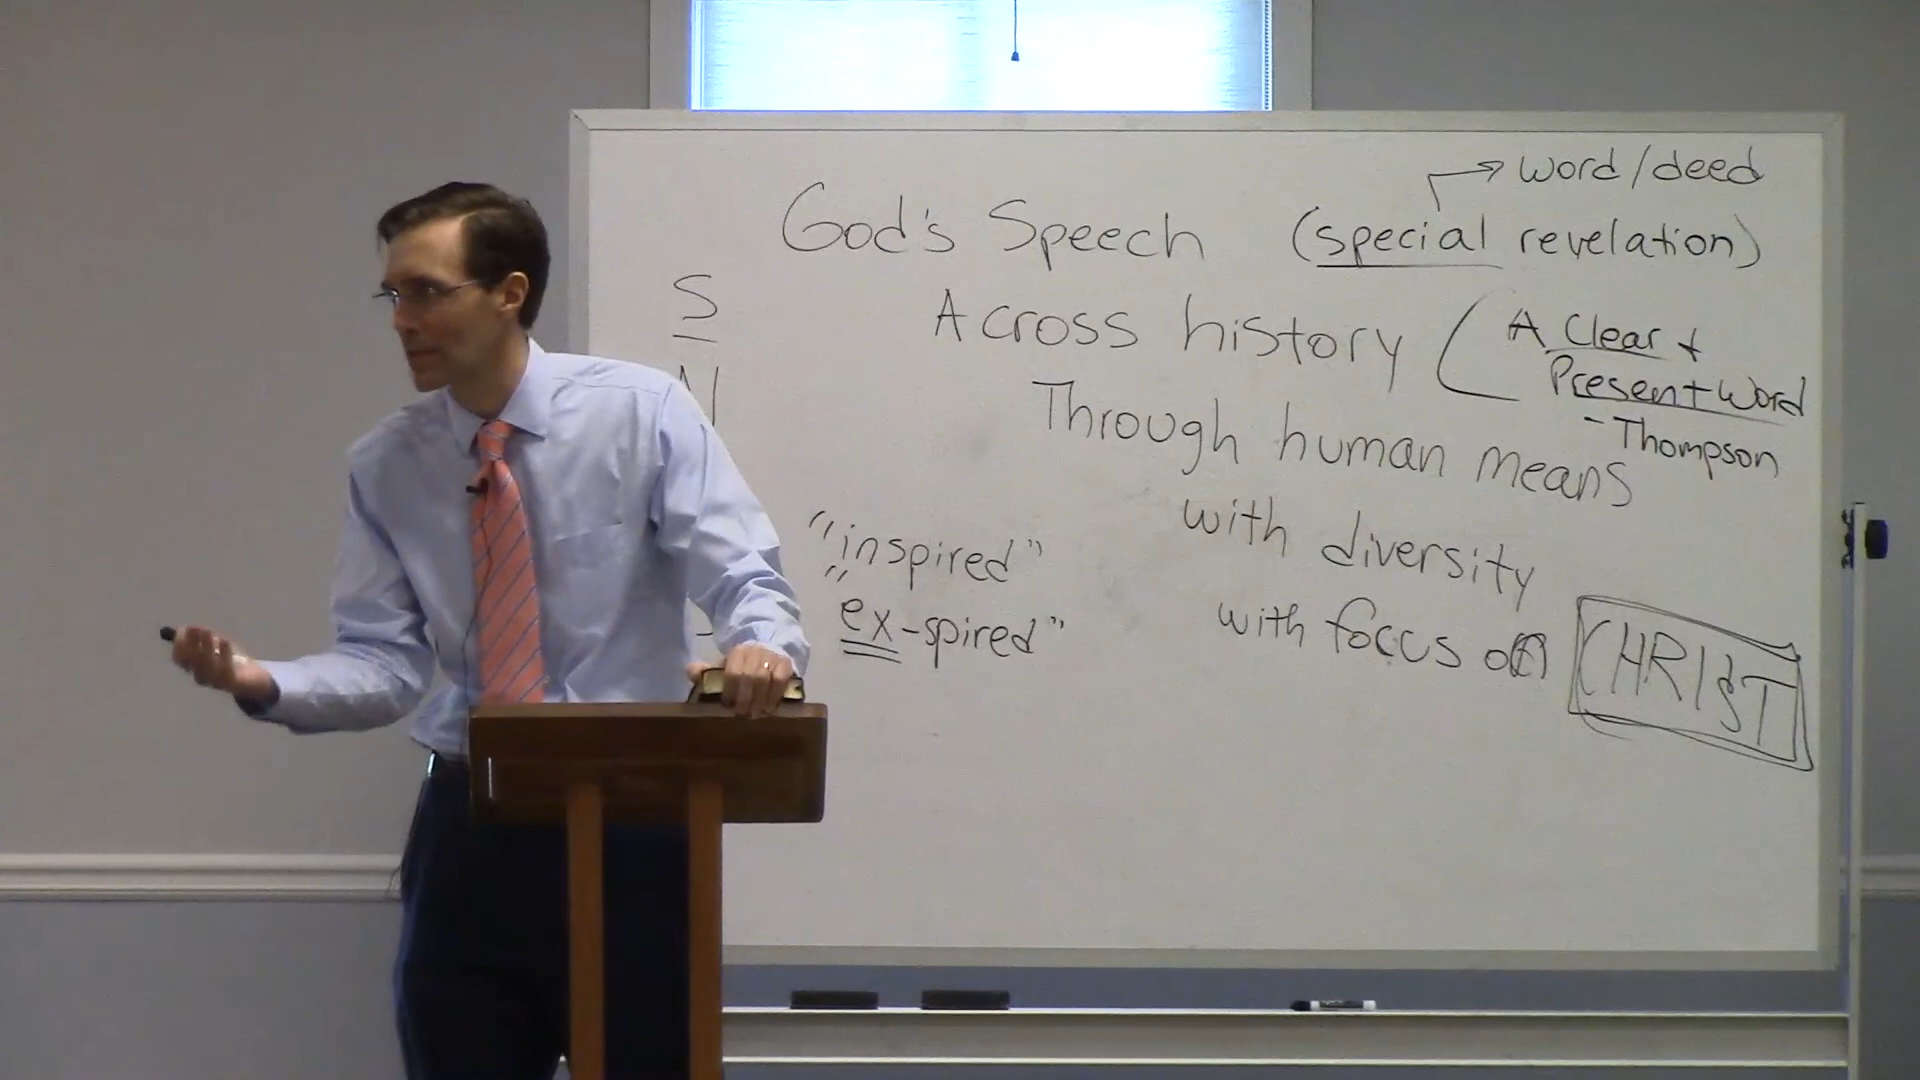 word/deed
God's Speech (special revelation)
S
Across history
A Clear +
Present Word
- Thompson
N
Through human means
with diversity
"inspired"
"ex-spired"
with focus on CHRIST